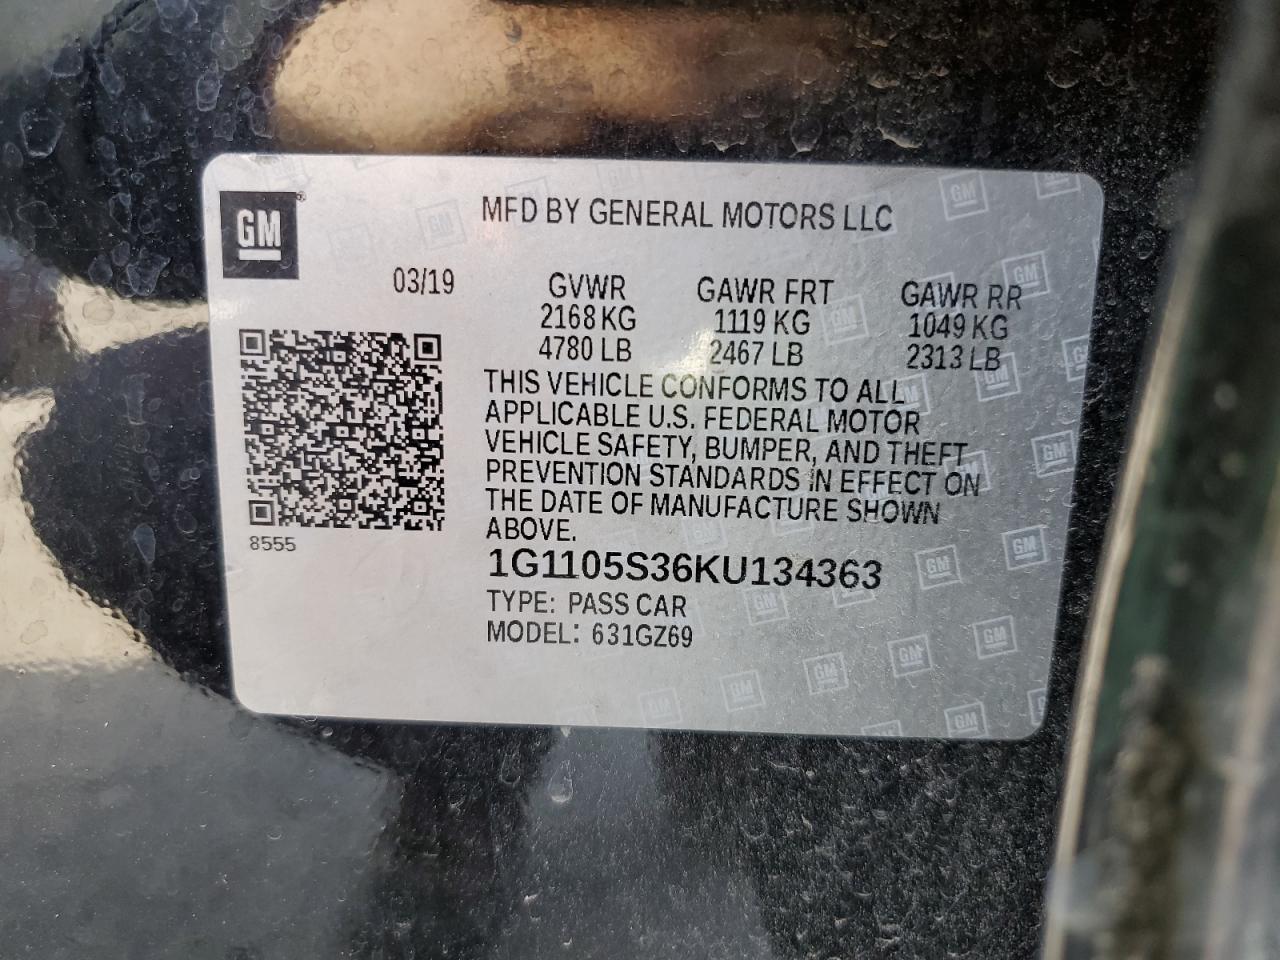 GM
MFD BY GENERAL MOTORS LLC
03/19 GVWR GAWR FRT GAWR RR
2168 KG 1119 KG 1049 KG
4780 LB 2467 LB 2313 LB
THIS VEHICLE CONFORMS TO ALL
APPLICABLE U.S. FEDERAL MOTOR
VEHICLE SAFETY, BUMPER, AND THEFT
PREVENTION STANDARDS IN EFFECT ON
THE DATE OF MANUFACTURE SHOWN
ABOVE.
8555
1G1105S36KU134363
TYPE: PASS CAR
MODEL: 631GZ69